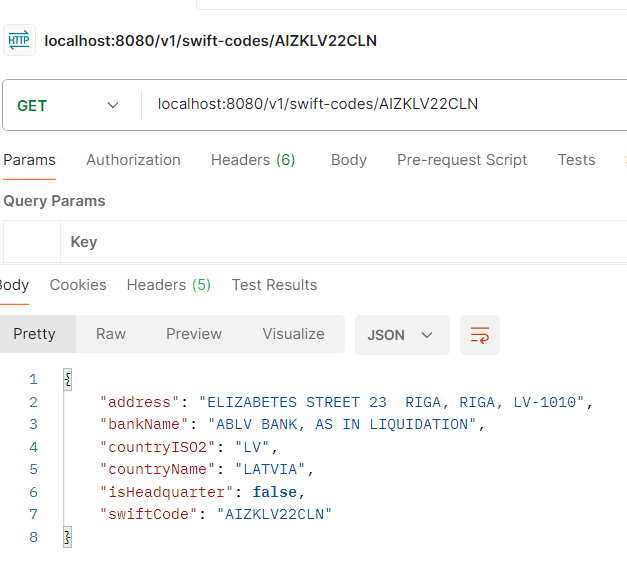 HTTP localhost:8080/v1/swift-codes/AIZKLV22CLN
GET localhost:8080/v1/swift-codes/AIZKLV22CLN
Params Authorization Headers (6) Body Pre-request Script Tests
Query Params
Key
Body Cookies Headers (5) Test Results
Pretty Raw Preview Visualize JSON
1 {
2 "address": "ELIZABETES STREET 23  RIGA, RIGA, LV-1010",
3 "bankName": "ABLV BANK, AS IN LIQUIDATION",
4 "countryISO2": "LV",
5 "countryName": "LATVIA",
6 "isHeadquarter": false,
7 "swiftCode": "AIZKLV22CLN"
8 }